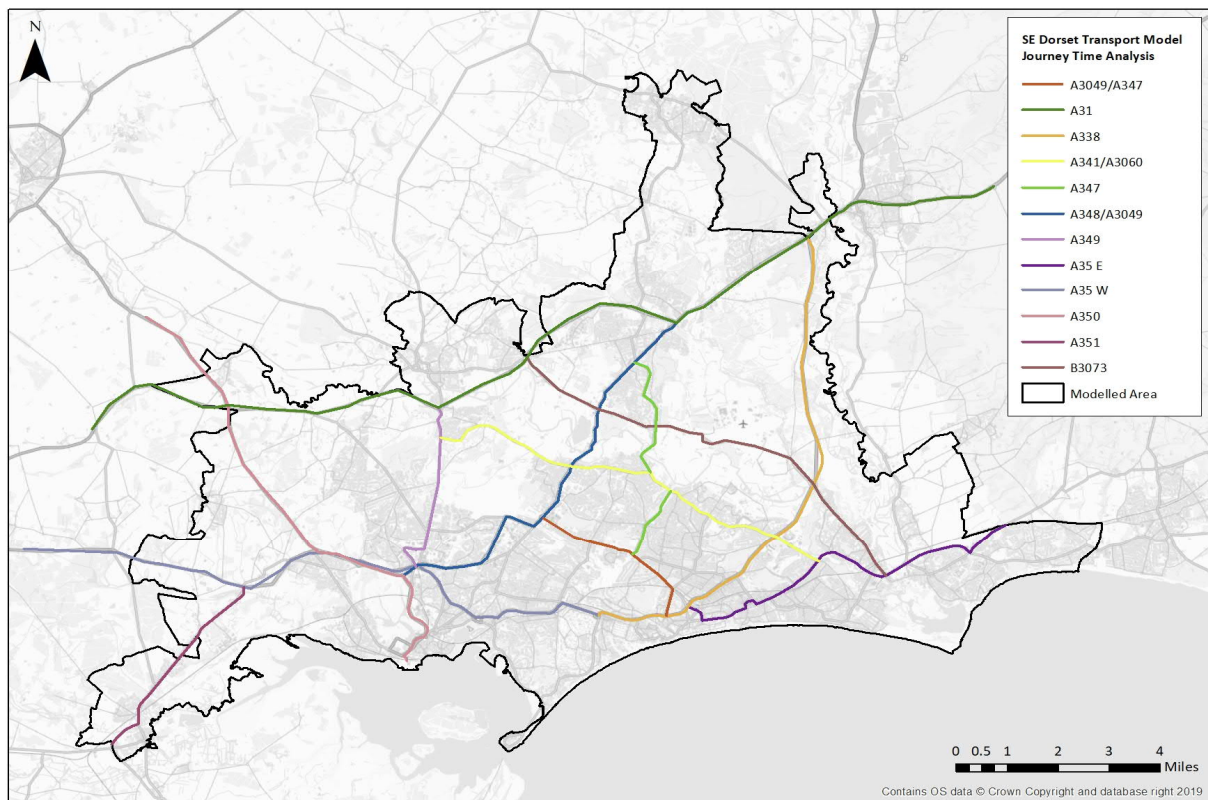 N
SE Dorset Transport Model
Journey Time Analysis
A3049/A347
A31
A338
A341/A3060
A347
A348/A3049
A349
A35 E
A35 W
A350
A351
B3073
Modelled Area
0 0.5 1 2 3 4
Miles
Contains OS data © Crown Copyright and database right 2019